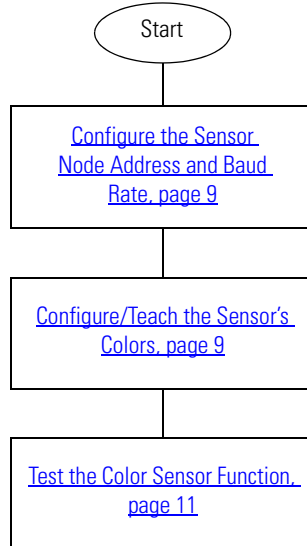 Start
Configure the Sensor
Node Address and Baud
Rate, page 9
Configure/Teach the Sensor's
Colors, page 9
Test the Color Sensor Function,
page 11